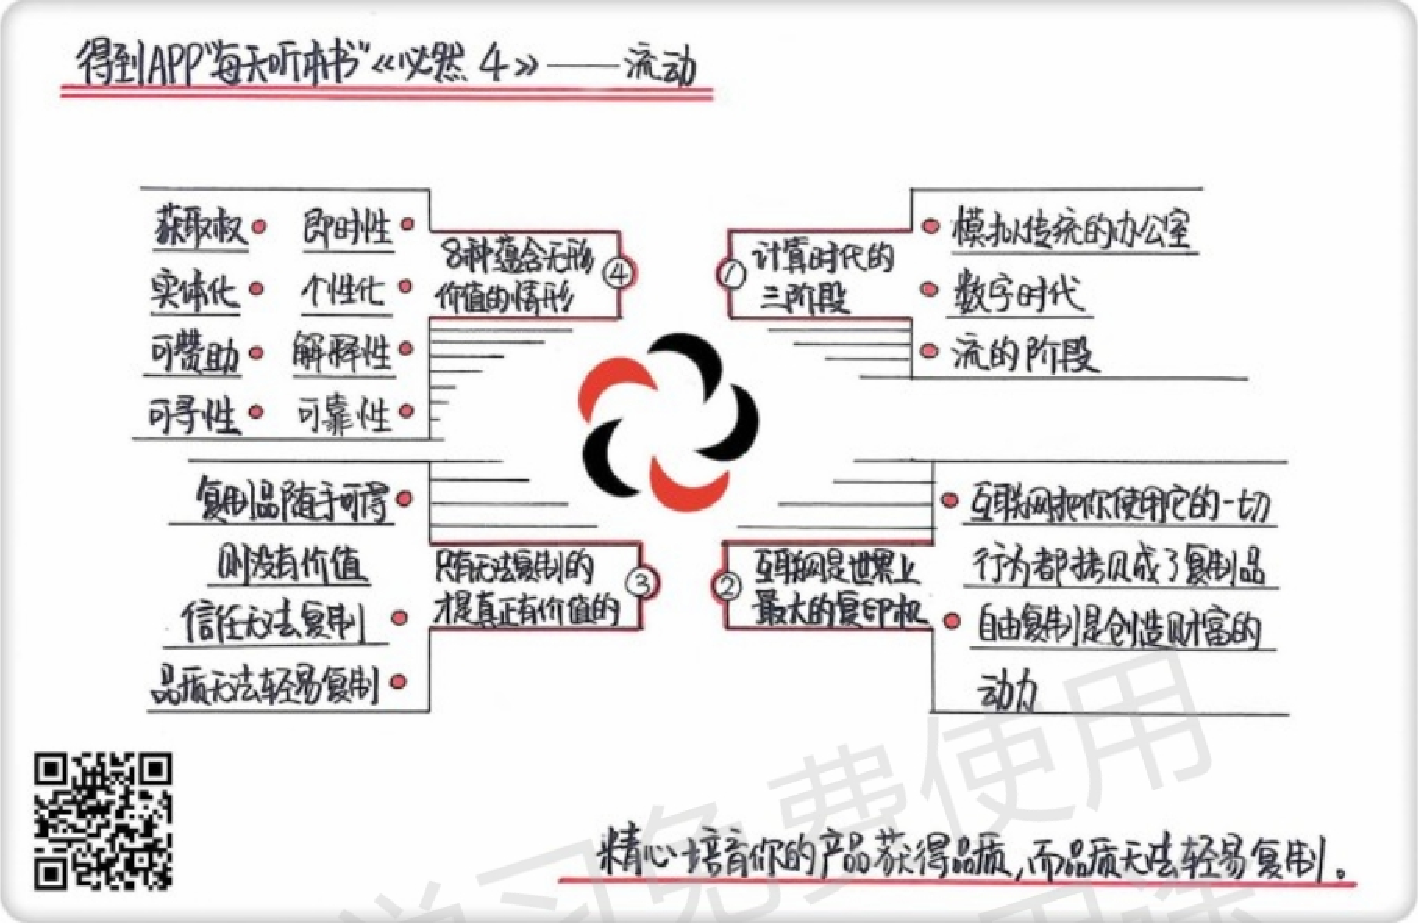 得到APP“每天听本书”《必然 4》——流动
① 计算时代的
三阶段
模拟传统的办公室
数字时代
流的阶段
② 互联网是世界上
最大的复印机
互联网把你使用它的一切
行为都拷贝成了复制品
自由复制是创造财富的
动力
③ 只有无法复制的
才是真正有价值的
复制品随手可得
则没有价值
信任无法复制
品质无法轻易复制
④ 8种蕴含无形
价值的情形
获取权 即时性
实体化 个性化
可赞助 解释性
可寻性 可靠性
精心培育你的产品获得品质,而品质无法轻易复制。
学习免费使用
用途